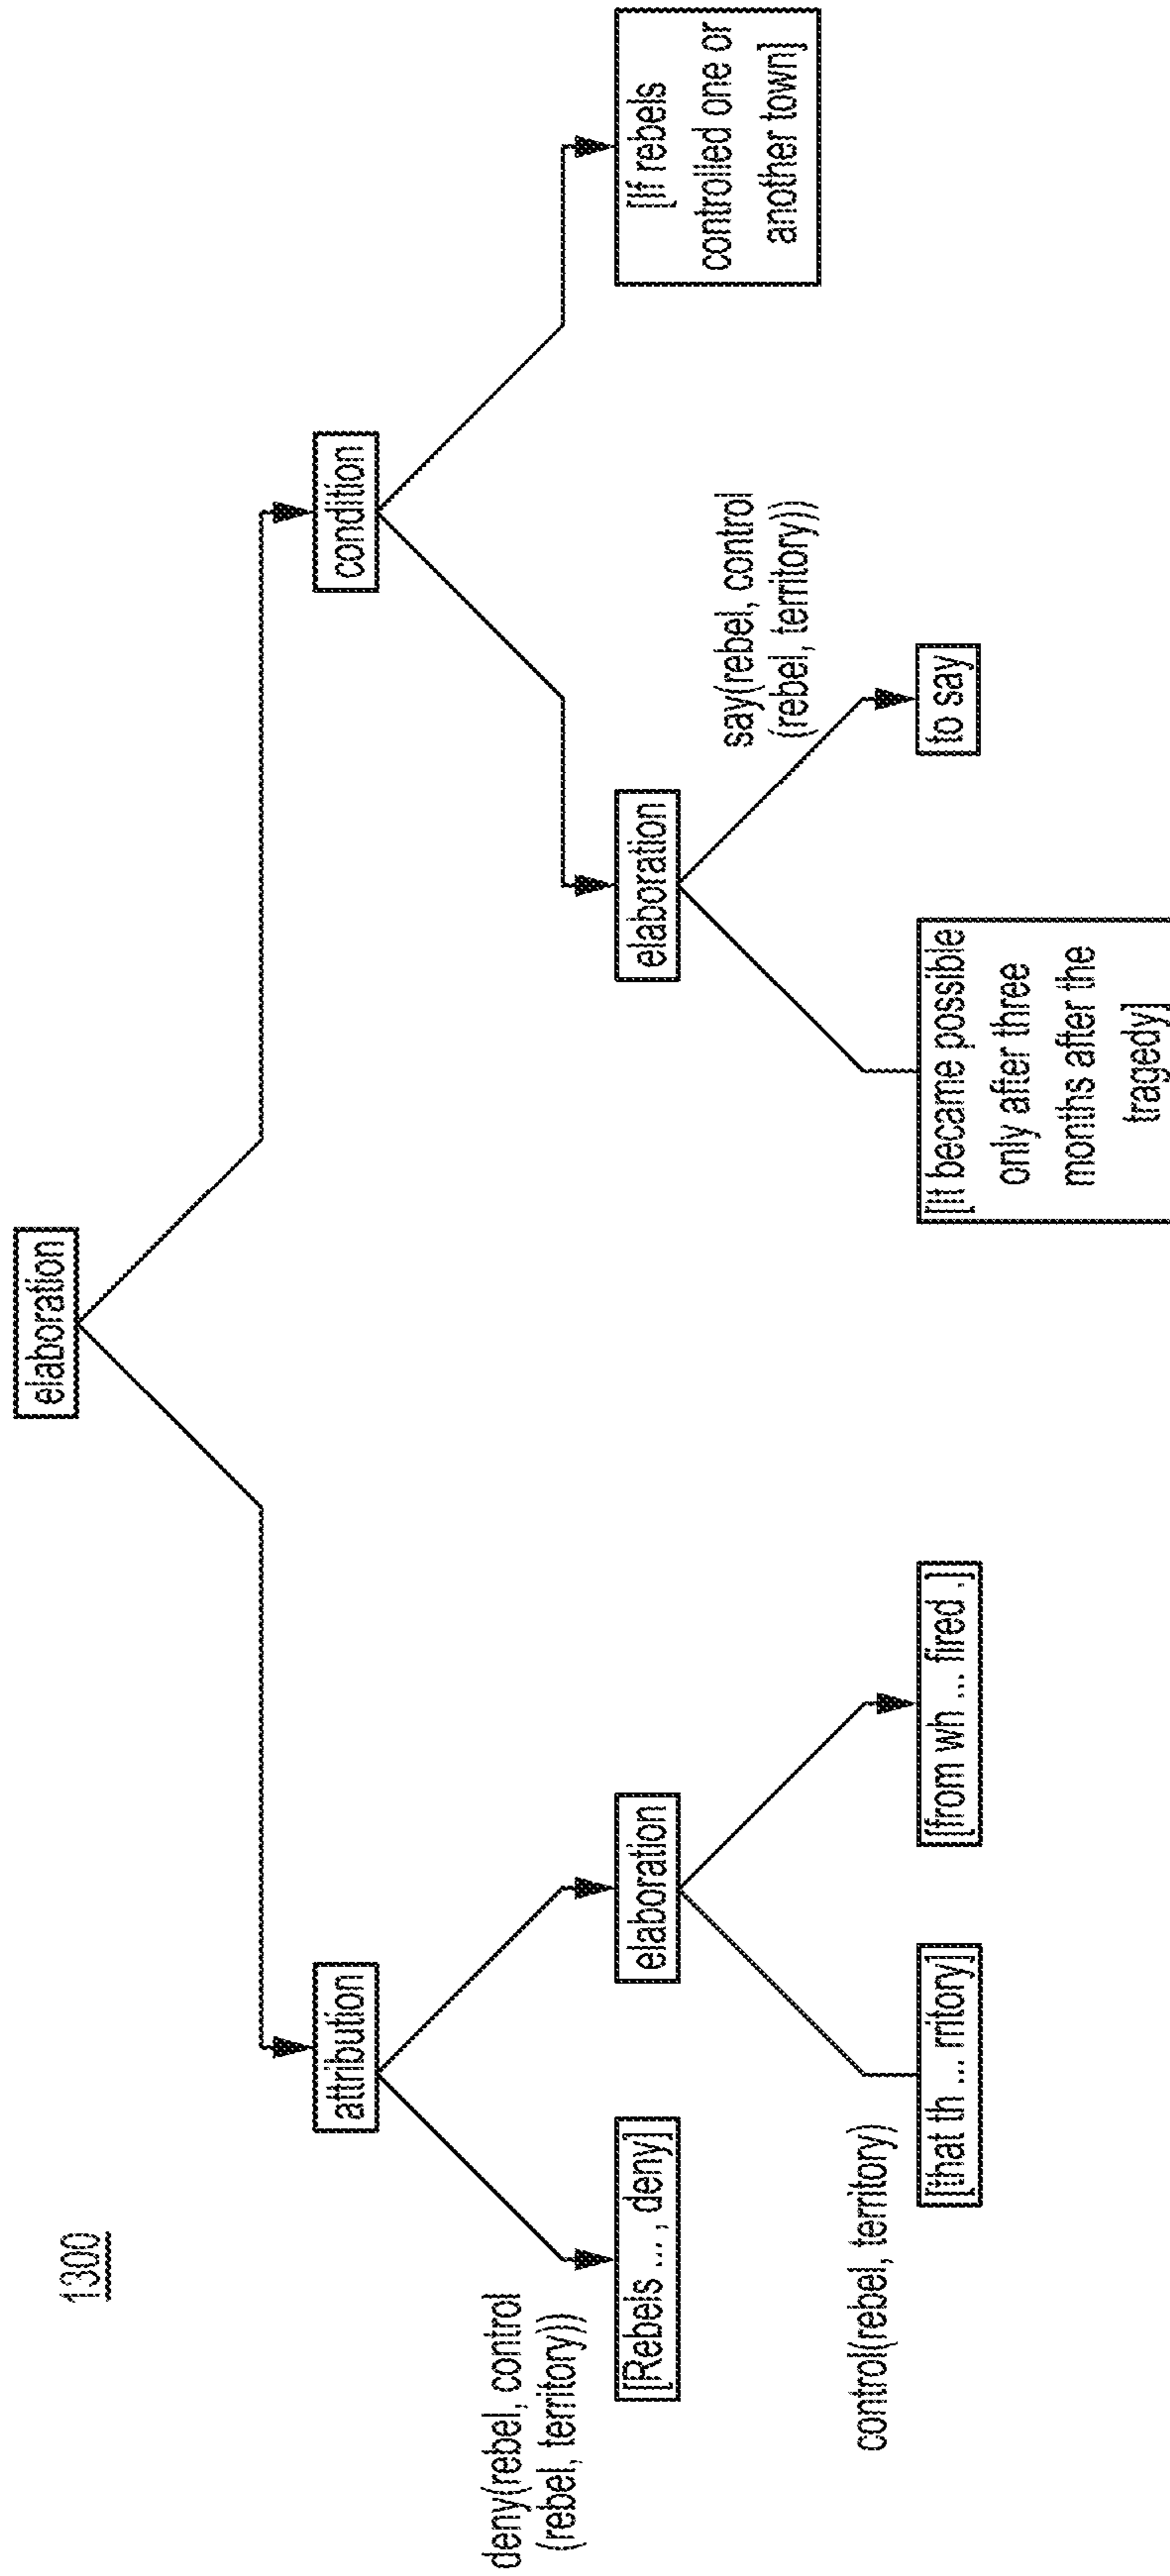 1300
elaboration
attribution
condition
deny(rebel, control
(rebel, territory))
[Rebels ... , deny]
elaboration
elaboration
[If rebels
controlled one or
another town]
say(rebel, control
(rebel, territory))
control(rebel, territory)
[that th ... rritory]
[from wh ... fired .]
[It became possible
only after three
months after the
tragedy]
to say